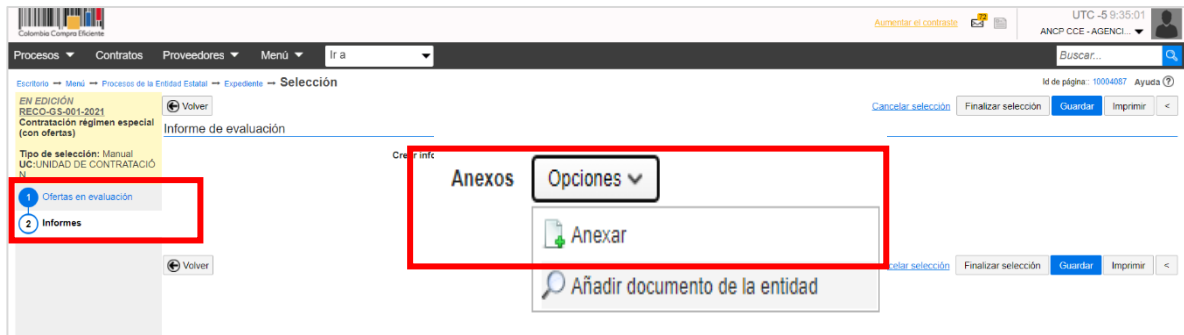 Colombia Compra Eficiente
Aumentar el contraste
72
UTC -5 9:35:01
ANCP CCE - AGENCI...
Procesos Contratos Proveedores Menú Ir a
Buscar...
Escritorio → Menú → Procesos de la Entidad Estatal → Expediente → Selección
Id de página:: 10004087 Ayuda ?
EN EDICIÓN
RECO-GS-001-2021
Contratación régimen especial
(con ofertas)
Tipo de selección: Manual
UC:UNIDAD DE CONTRATACIÓ
N
1 Ofertas en evaluación
2 Informes
Volver
Cancelar selección Finalizar selección Guardar Imprimir <
Informe de evaluación
Anexos Opciones
Anexar
Añadir documento de la entidad
Volver
celar selección Finalizar selección Guardar Imprimir <